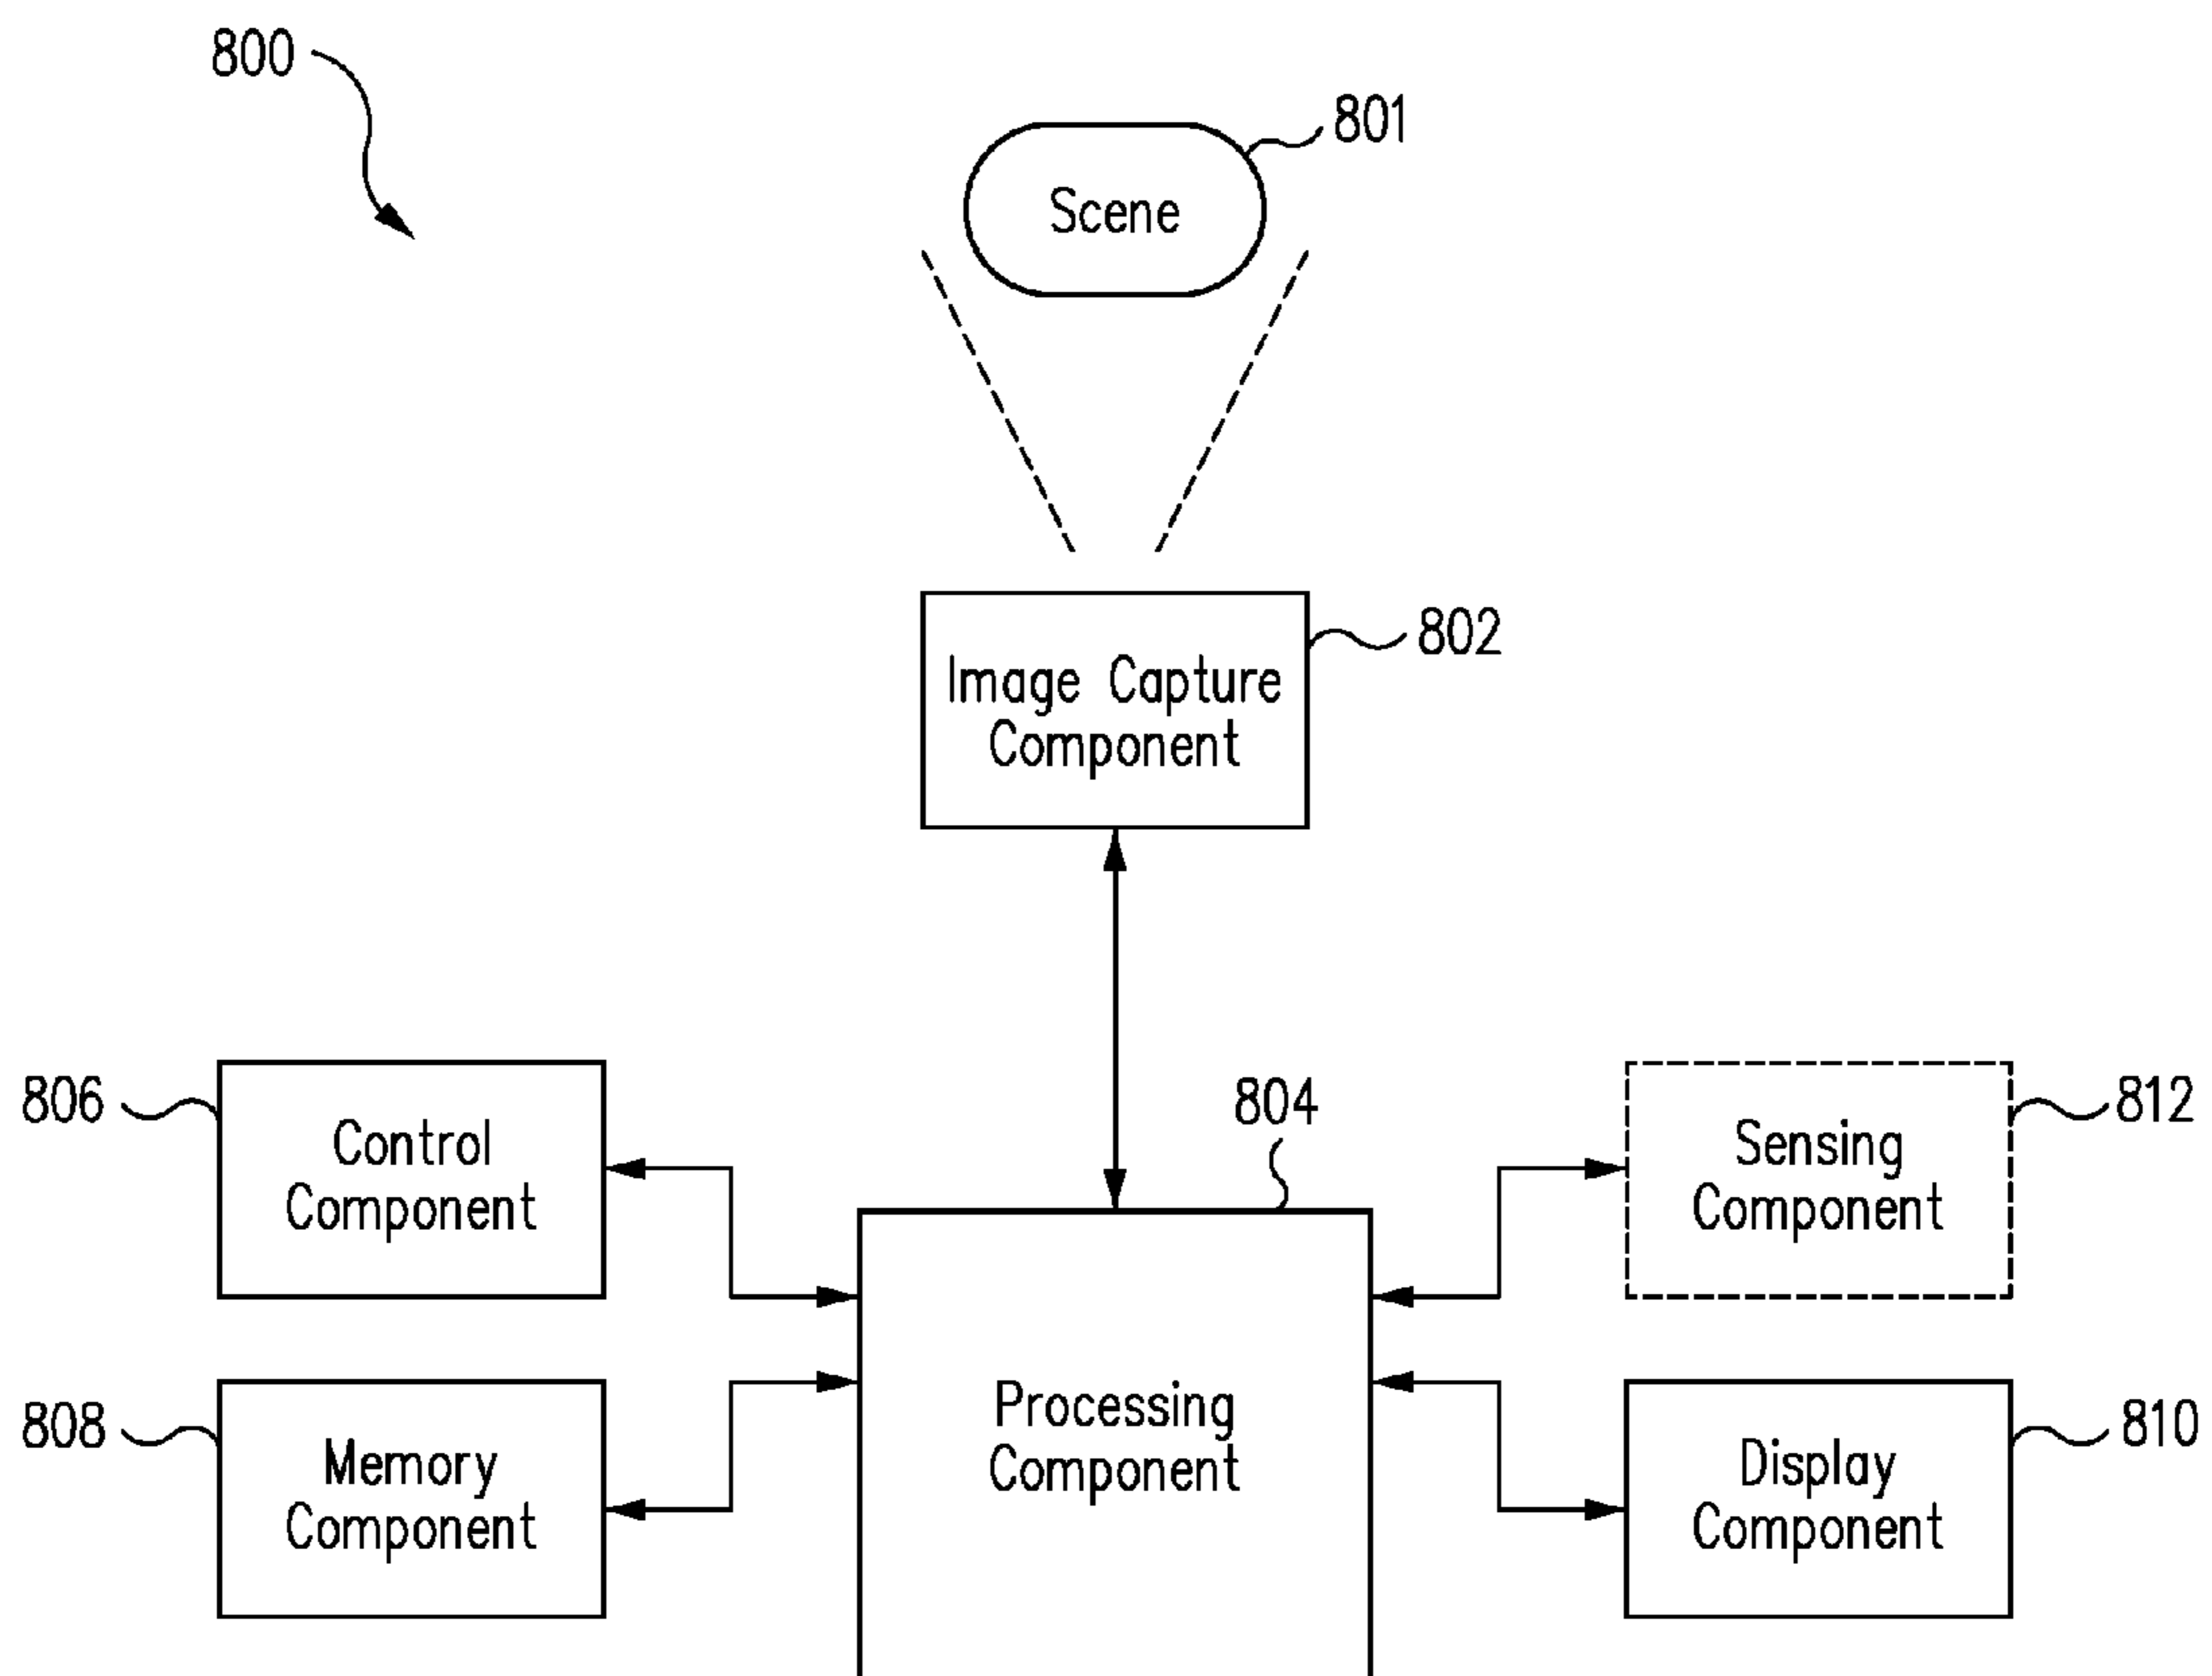 800
801
Scene
802
Image Capture
Component
806
Control
Component
804
812
Sensing
Component
808
Memory
Component
Processing
Component
810
Display
Component